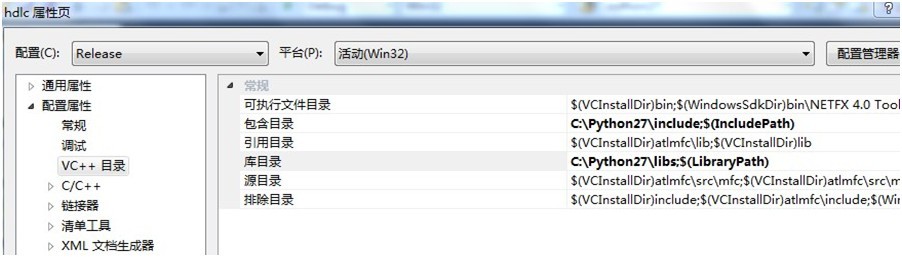 hdlc 属性页
配置(C): Release 平台(P): 活动(Win32) 配置管理器
通用属性
配置属性
常规
调试
VC++ 目录
C/C++
链接器
清单工具
XML 文档生成器
常规
可执行文件目录 $(VCInstallDir)bin;$(WindowsSdkDir)bin\NETFX 4.0 Tool
包含目录 C:\Python27\include;$(IncludePath)
引用目录 $(VCInstallDir)atlmfc\lib;$(VCInstallDir)lib
库目录 C:\Python27\libs;$(LibraryPath)
源目录 $(VCInstallDir)atlmfc\src\mfc;$(VCInstallDir)atlmfc\src\m
排除目录 $(VCInstallDir)include;$(VCInstallDir)atlmfc\include;$(Win